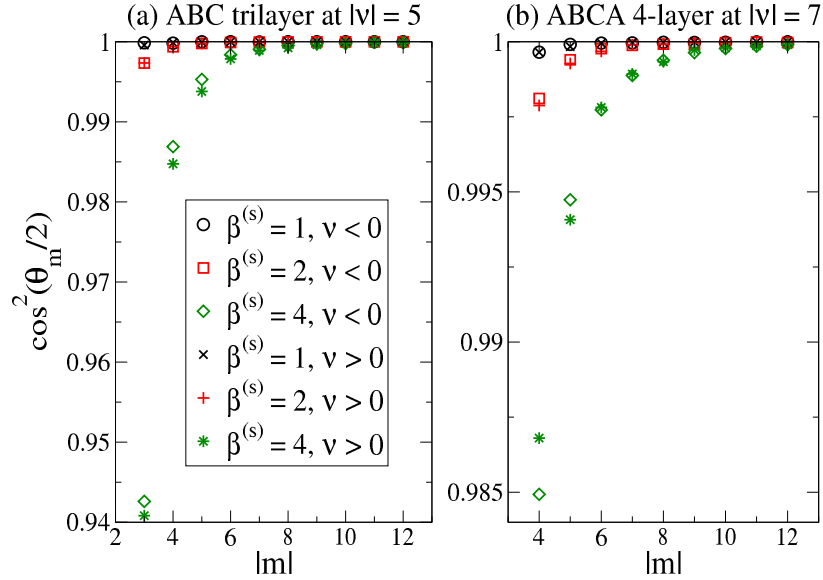 (a) ABC trilayer at |ν| = 5
(b) ABCA 4-layer at |ν| = 7
cos²(θₘ/2)
1
0.99
0.98
0.97
0.96
0.95
0.94
2 4 6 8 10 12
|m|
β⁽ˢ⁾ = 1, ν < 0
β⁽ˢ⁾ = 2, ν < 0
β⁽ˢ⁾ = 4, ν < 0
β⁽ˢ⁾ = 1, ν > 0
β⁽ˢ⁾ = 2, ν > 0
β⁽ˢ⁾ = 4, ν > 0
1
0.995
0.99
0.985
4 6 8 10 12
|m|